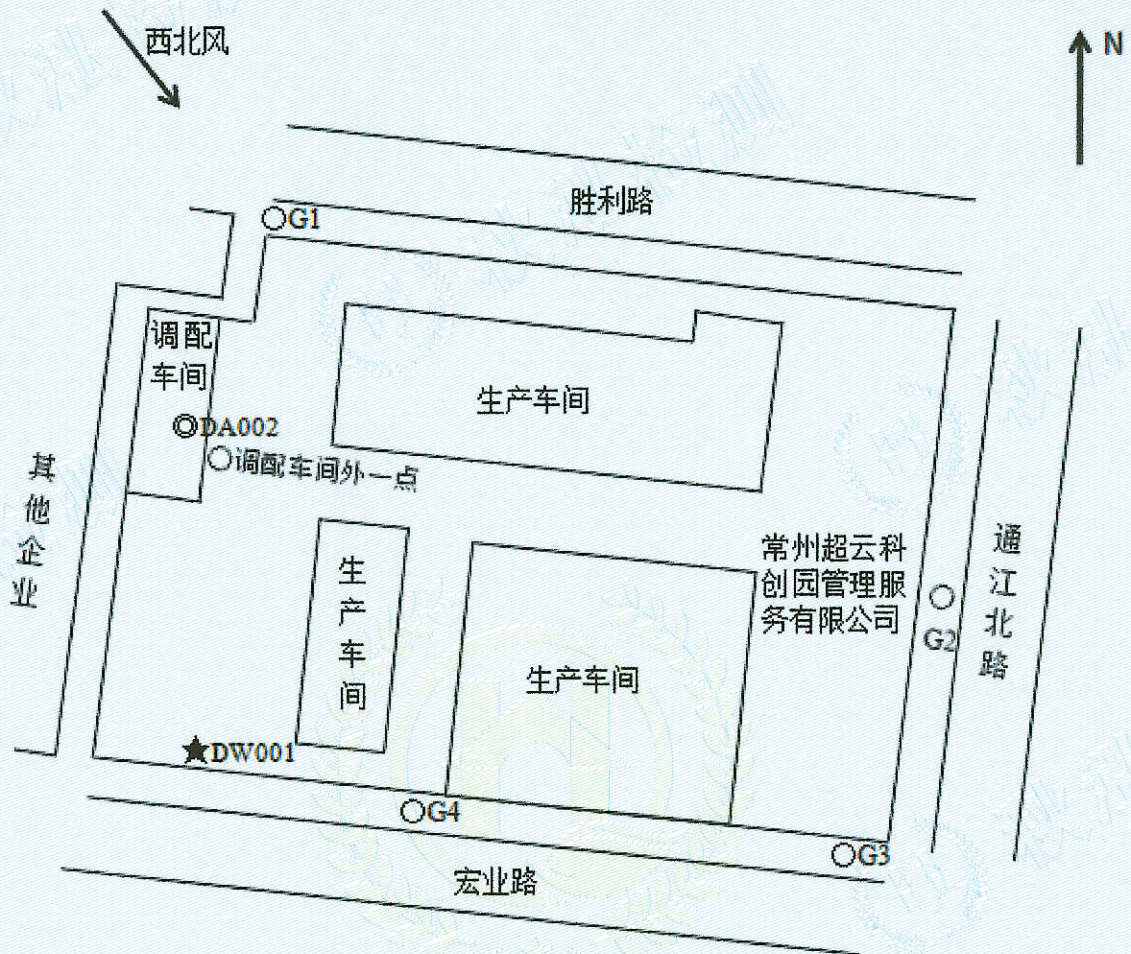 西北风
N
胜利路
G1
调配
车间
生产车间
DA002
调配车间外一点
其
他
企
业
生
产
车
间
常州超云科
创园管理服
务有限公司
G2
通
江
北
路
生产车间
DW001
G4
G3
宏业路